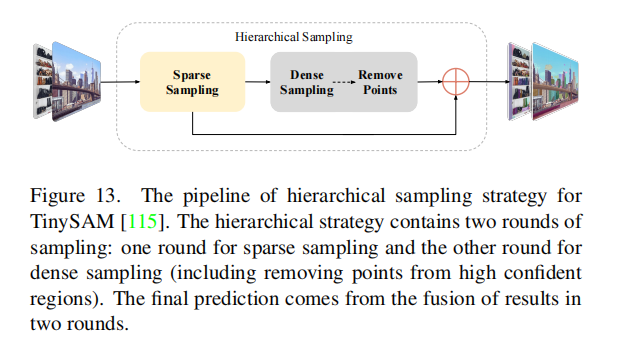 Hierarchical Sampling
Sparse
Sampling
Dense
Sampling
Remove
Points
Figure 13. The pipeline of hierarchical sampling strategy for
TinySAM [115]. The hierarchical strategy contains two rounds of
sampling: one round for sparse sampling and the other round for
dense sampling (including removing points from high confident
regions). The final prediction comes from the fusion of results in
two rounds.